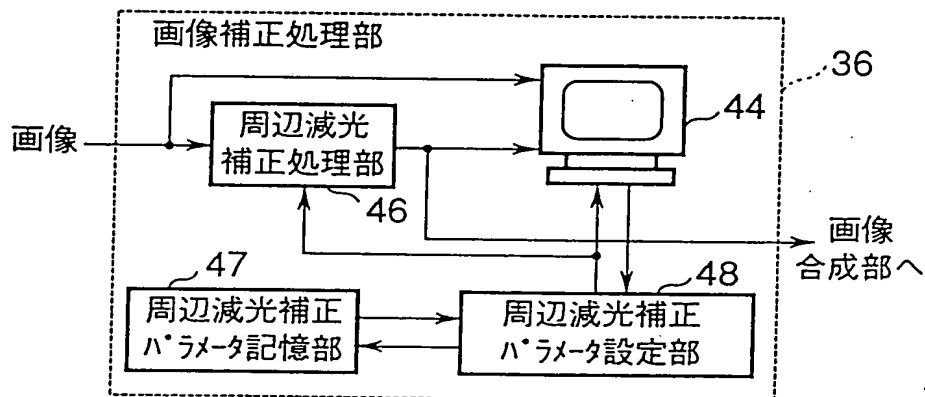 画像補正処理部
36
44
画像
周辺減光
補正処理部
46
画像
合成部へ
47
48
周辺減光補正
パラメータ記憶部
周辺減光補正
パラメータ設定部